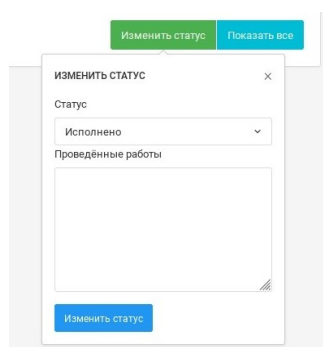 Изменить статус Показать все
ИЗМЕНИТЬ СТАТУС ×
Статус
Исполнено
Проведённые работы
Изменить статус